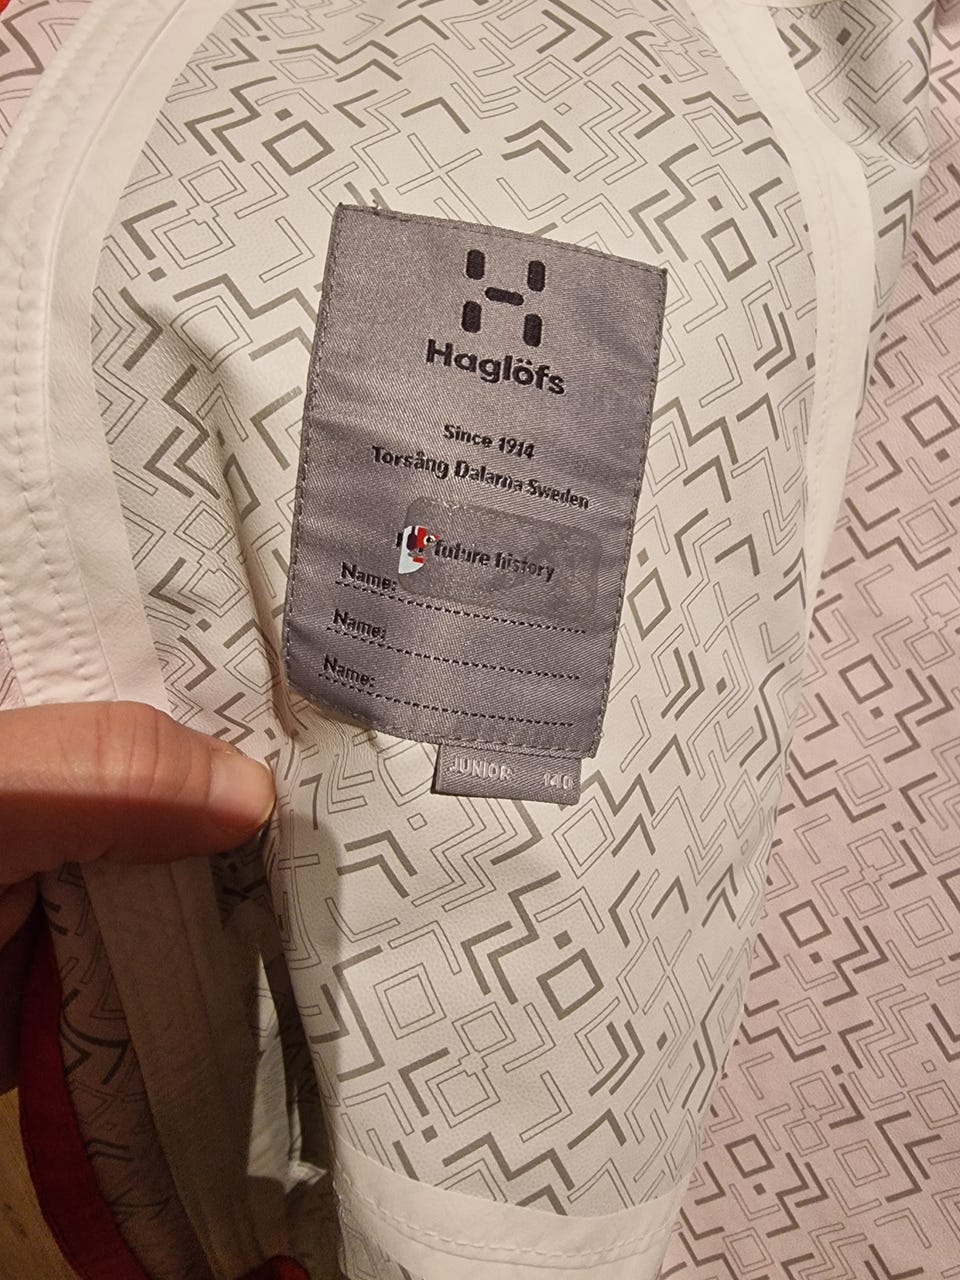 Haglöfs
Since 1914
Torsång Dalarna Sweden
future history
Name:
Name:
Name:
JUNIOR 140